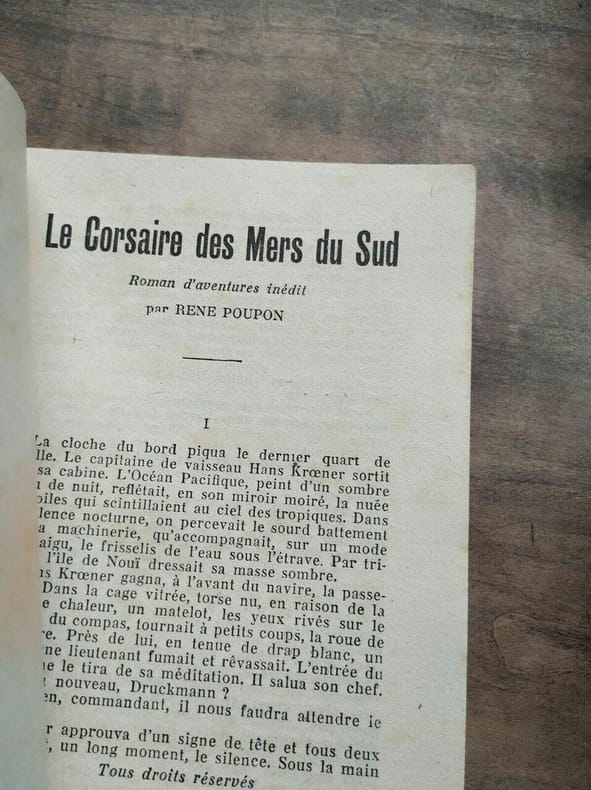 Le Corsaire des Mers du Sud
Roman d'aventures inédit
par RENE POUPON
I
La cloche du bord piqua le dernier quart de
lle. Le capitaine de vaisseau Hans Krœner sortit
sa cabine. L'Océan Pacifique, peint d'un sombre
de nuit, reflétait, en son miroir moiré, la nuée
oiles qui scintillaient au ciel des tropiques. Dans
lence nocturne, on percevait le sourd battement
a machinerie, qu'accompagnait, sur un mode
aigu, le frisselis de l'eau sous l'étrave. Par tri-
l'île de Nouï dressait sa masse sombre.
ns Krœner gagna, à l'avant du navire, la passe-
Dans la cage vitrée, torse nu, en raison de la
e chaleur, un matelot, les yeux rivés sur le
du compas, tournait à petits coups, la roue de
re. Près de lui, en tenue de drap blanc, un
ne lieutenant fumait et rêvassait. L'entrée du
ne le tira de sa méditation. Il salua son chef.
nouveau, Druckmann ?
en, commandant, il nous faudra attendre le
r approuva d'un signe de tête et tous deux
, un long moment, le silence. Sous la main
Tous droits réservés